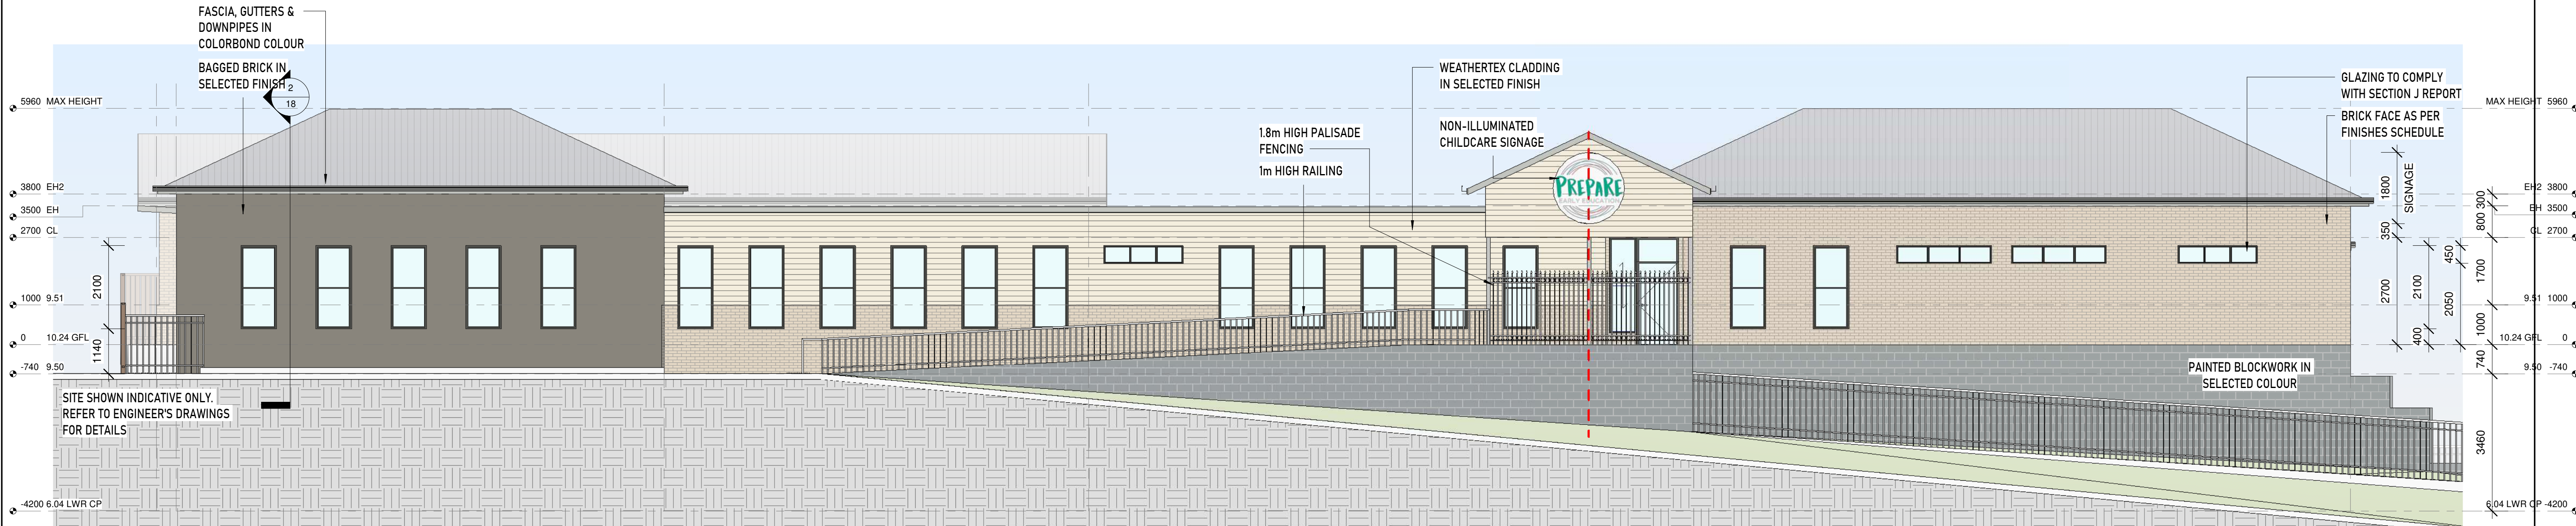 FASCIA, GUTTERS &
DOWNPIPES IN
COLORBOND COLOUR
BAGGED BRICK IN
SELECTED FINISH
2
18
5960 MAX HEIGHT
3800 EH2
3500 EH
2700 CL
1000 9.51
0 10.24 GFL
-740 9.50
-4200 6.04 LWR CP
2100
1140
SITE SHOWN INDICATIVE ONLY.
REFER TO ENGINEER'S DRAWINGS
FOR DETAILS
1.8m HIGH PALISADE
FENCING
1m HIGH RAILING
WEATHERTEX CLADDING
IN SELECTED FINISH
NON-ILLUMINATED
CHILDCARE SIGNAGE
PREPARE
EARLY EDUCATION
GLAZING TO COMPLY
WITH SECTION J REPORT
BRICK FACE AS PER
FINISHES SCHEDULE
PAINTED BLOCKWORK IN
SELECTED COLOUR
1800
SIGNAGE
350
2700
2100
400
450
2050
300
800
1700
1000
740
3460
MAX HEIGHT 5960
EH2 3800
EH 3500
CL 2700
9.51 1000
10.24 GFL 0
9.50 -740
6.04 LWR CP -4200